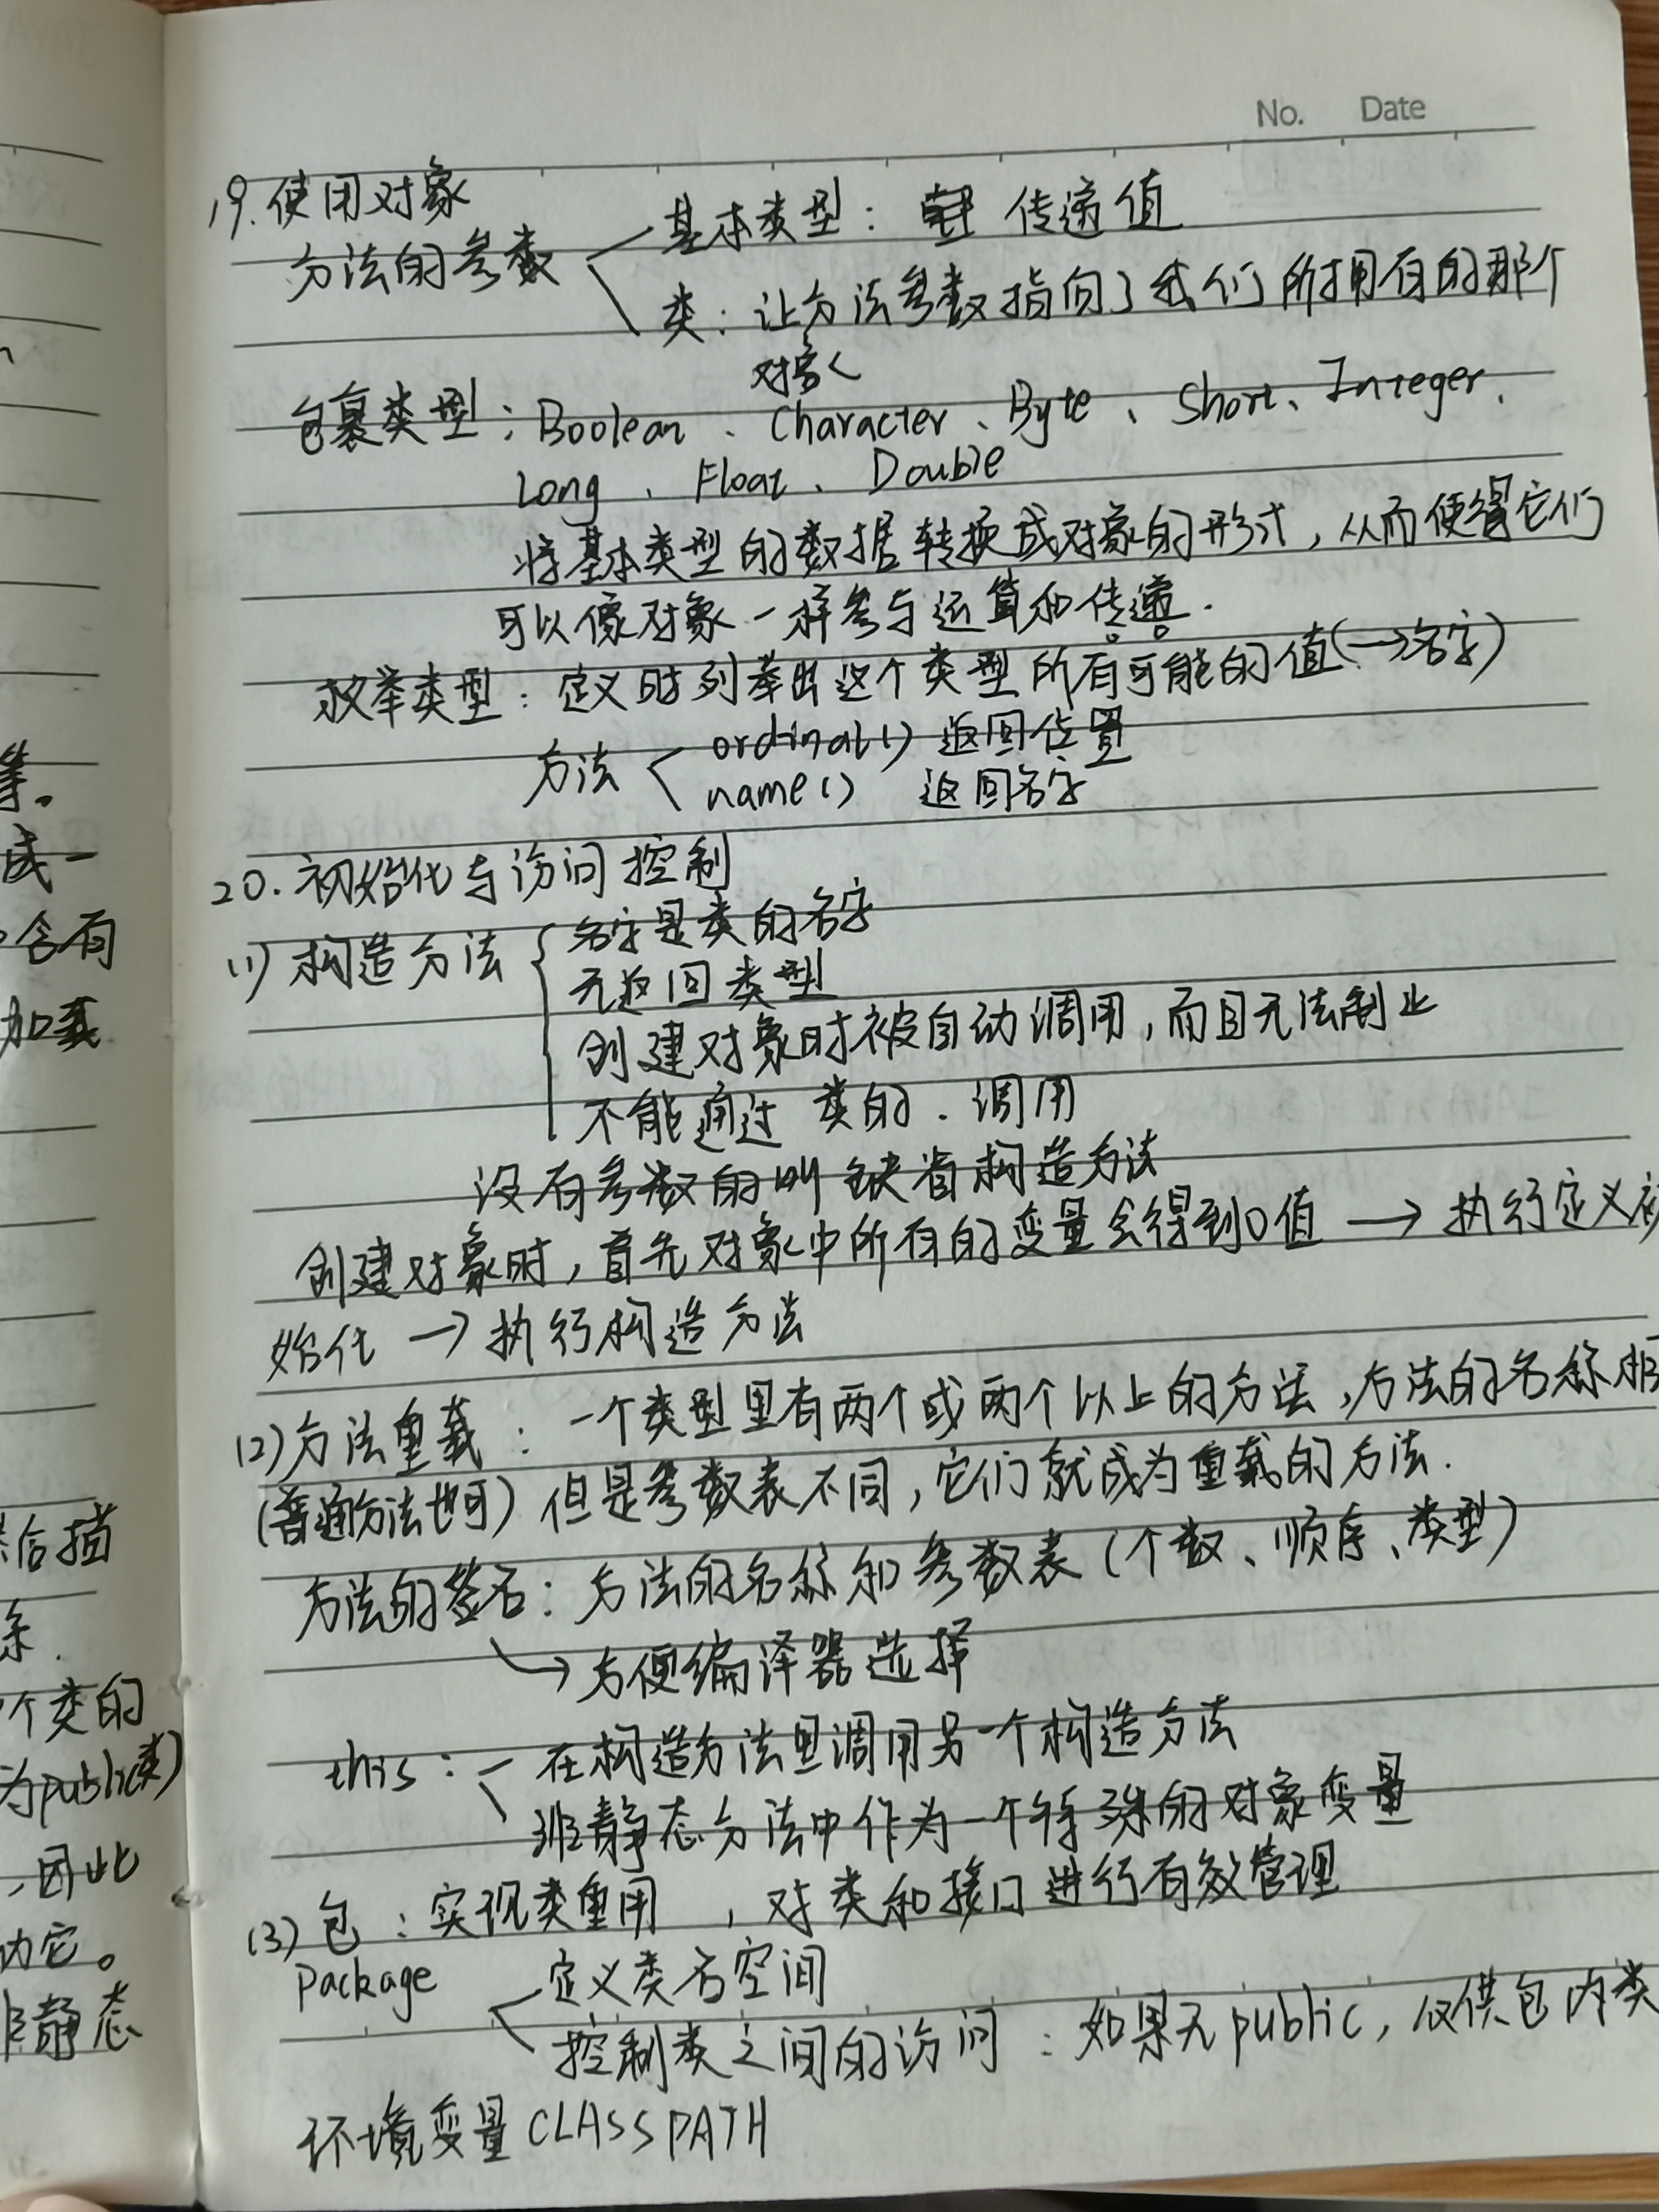 No. Date
19.使用对象
方法的参数 基本类型: 传递值
类:让方法参数指向了我们所拥有的那个
对象
包裹类型:Boolean、Character、Byte、Short、Integer、
Long、Float、Double
将基本类型的数据转换成对象的形式,从而使得它们
可以像对象一样参与运算和传递.
枚举类型:定义时列举出这个类型所有可能的值(→名字)
方法 ordinal() 返回位置
name() 返回名字
20.初始化与访问控制
(1)构造方法 名字是类的名字
无返回类型
创建对象时被自动调用,而且无法制止
不能通过 类的 . 调用
没有参数的叫缺省构造方法
创建对象时,首先对象中所有的变量会得到0值 → 执行定义初
始化 → 执行构造方法
(2)方法重载:一个类型里有两个或两个以上的方法,方法的名称相
(普通方法也可)但是参数表不同,它们就成为重载的方法.
方法的签名:方法的名称和参数表(个数、顺序、类型)
→方便编译器选择
this: 在构造方法里调用另一个构造方法
非静态方法中作为一个特殊的对象变量
(3)包:实现类重用 ,对类和接口进行有效管理
Package 定义类名空间
控制类之间的访问:如果无public,仅供包内类
环境变量CLASSPATH
等。
成一
含有
加载
结合描
系.
个类的
为public类)
,因此
它。
非静态